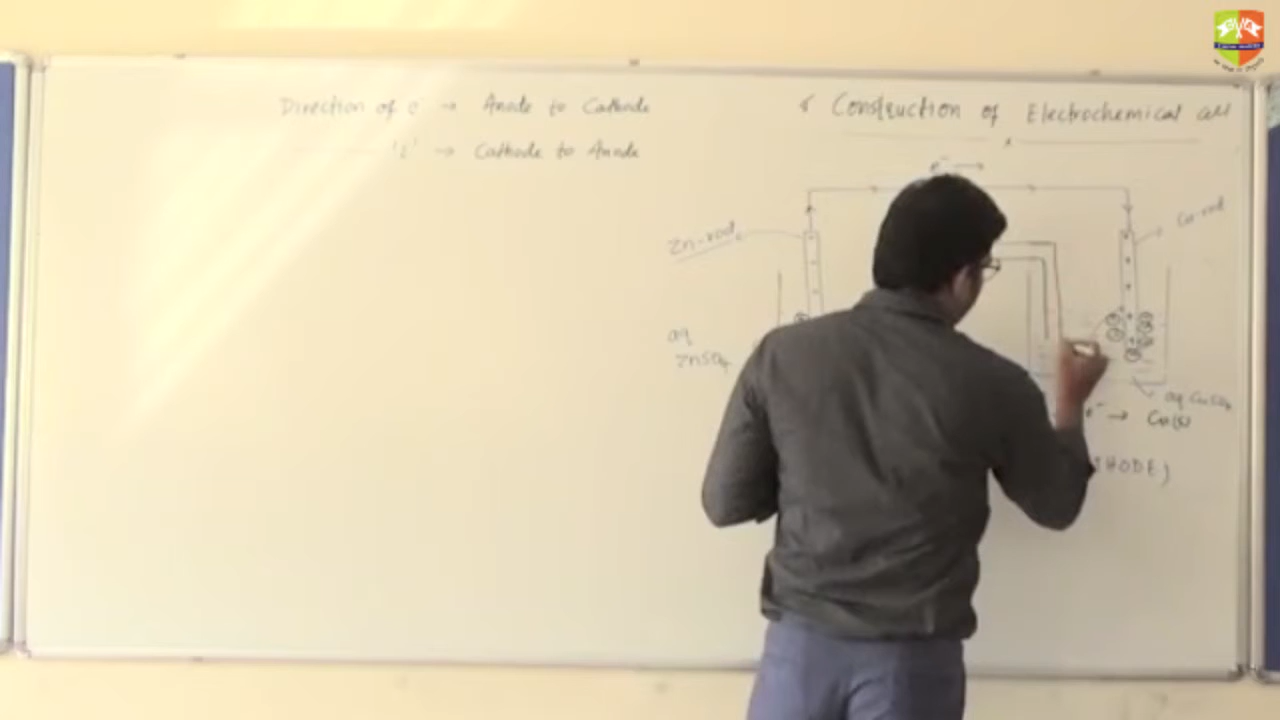 Direction of e⁻ → Anode to Cathode
'i' → Cathode to Anode
Construction of Electrochemical cell
e⁻ →
Zn-rod
Cu-rod
aq
ZnSO₄
aq CuSO₄
e⁻ → Cu(s)
HODE)